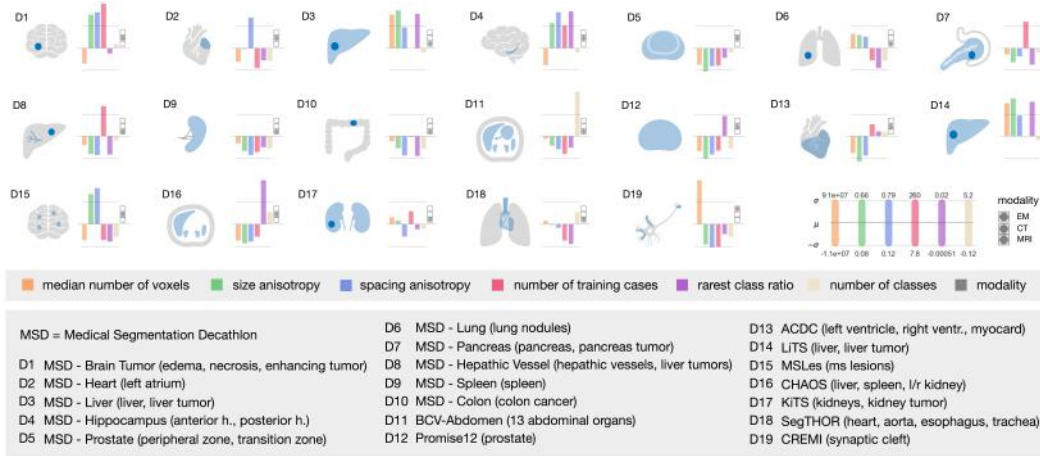 D1
D2
D3
D4
D5
D6
D7
D8
D9
D10
D11
D12
D13
D14
D15
D16
D17
D18
D19
9.1e+07 0.66 0.79 260 0.02 5.2
σ
μ
-σ
-1.1e+07 0.08 0.12 7.8 -0.00051 -0.12
modality
EM
CT
MRI
median number of voxels size anisotropy spacing anisotropy number of training cases rarest class ratio number of classes modality
MSD = Medical Segmentation Decathlon
D1 MSD - Brain Tumor (edema, necrosis, enhancing tumor)
D2 MSD - Heart (left atrium)
D3 MSD - Liver (liver, liver tumor)
D4 MSD - Hippocampus (anterior h., posterior h.)
D5 MSD - Prostate (peripheral zone, transition zone)
D6 MSD - Lung (lung nodules)
D7 MSD - Pancreas (pancreas, pancreas tumor)
D8 MSD - Hepathic Vessel (hepathic vessels, liver tumors)
D9 MSD - Spleen (spleen)
D10 MSD - Colon (colon cancer)
D11 BCV-Abdomen (13 abdominal organs)
D12 Promise12 (prostate)
D13 ACDC (left ventricle, right ventr., myocard)
D14 LiTS (liver, liver tumor)
D15 MSLes (ms lesions)
D16 CHAOS (liver, spleen, l/r kidney)
D17 KiTS (kidneys, kidney tumor)
D18 SegTHOR (heart, aorta, esophagus, trachea)
D19 CREMI (synaptic cleft)